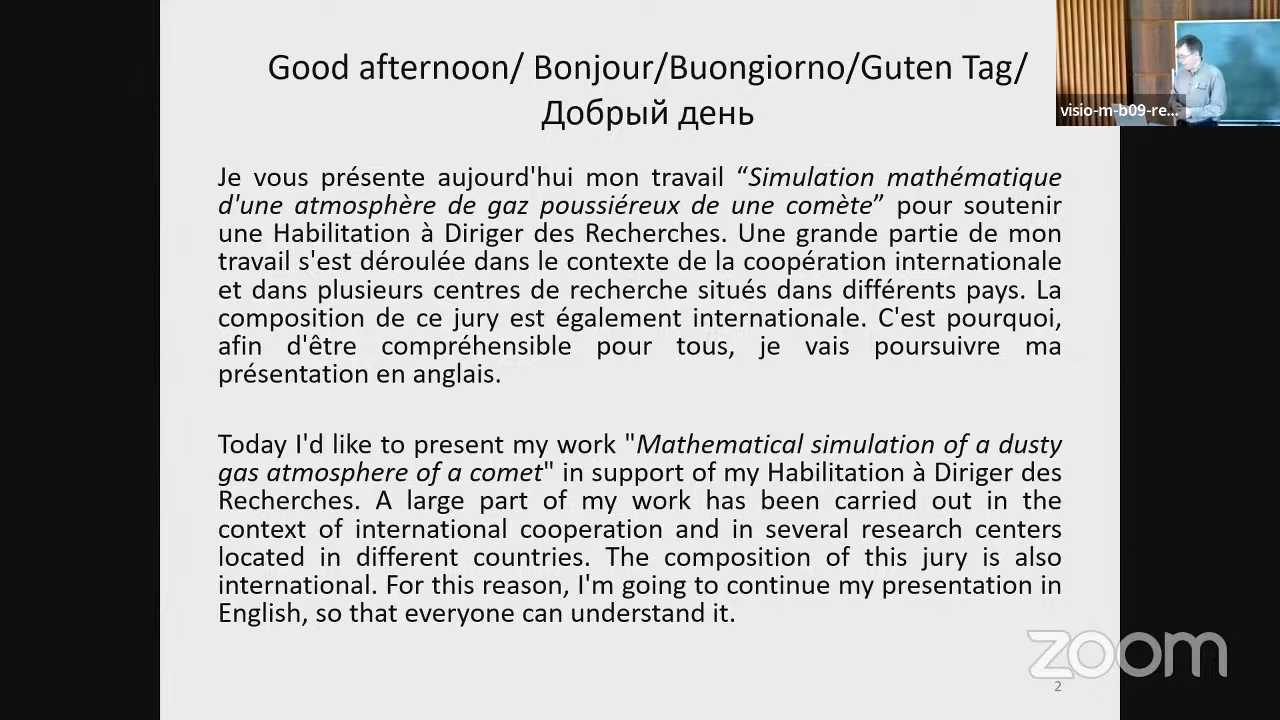 Good afternoon/ Bonjour/Buongiorno/Guten Tag/
Добрый день
visio-m-b09-re...
Je vous présente aujourd'hui mon travail “Simulation mathématique
d'une atmosphère de gaz poussiéreux de une comète” pour soutenir
une Habilitation à Diriger des Recherches. Une grande partie de mon
travail s'est déroulée dans le contexte de la coopération internationale
et dans plusieurs centres de recherche situés dans différents pays. La
composition de ce jury est également internationale. C'est pourquoi,
afin d'être compréhensible pour tous, je vais poursuivre ma
présentation en anglais.
Today I'd like to present my work "Mathematical simulation of a dusty
gas atmosphere of a comet" in support of my Habilitation à Diriger des
Recherches. A large part of my work has been carried out in the
context of international cooperation and in several research centers
located in different countries. The composition of this jury is also
international. For this reason, I'm going to continue my presentation in
English, so that everyone can understand it.
zoom
2